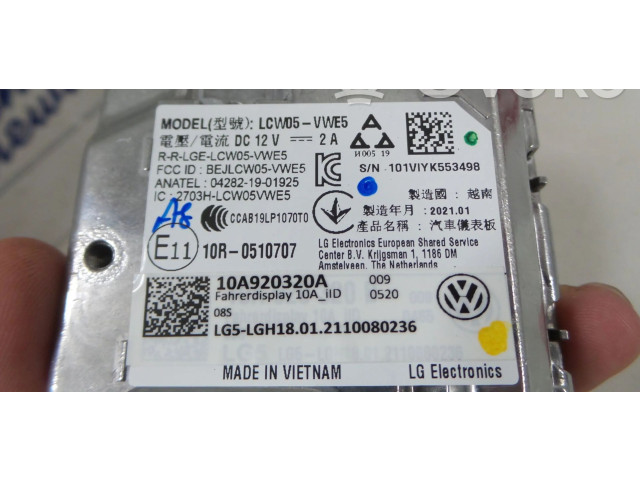 MODEL(型號): LCW05-VWE5
電壓/電流 DC 12 V ⎓ 2 A
R-R-LGE-LCW05-VWE5
FCC ID : BEJLCW05-VWE5
ANATEL : 04282-19-01925
IC : 2703H-LCW05VWE5
И005 19
S/N : 101VIYK553498
製造國 : 越南
製造年月 : 2021.01
產品名稱 : 汽車儀表板
CCAB19LP1070T0
E11 10R-0510707
LG Electronics European Shared Service
Center B.V. Krijgsman 1, 1186 DM
Amstelveen, The Netherlands
10A920320A 009
Fahrerdisplay 10A_iID 0520
08S
LG5-LGH18.01.2110080236
MADE IN VIETNAM LG Electronics